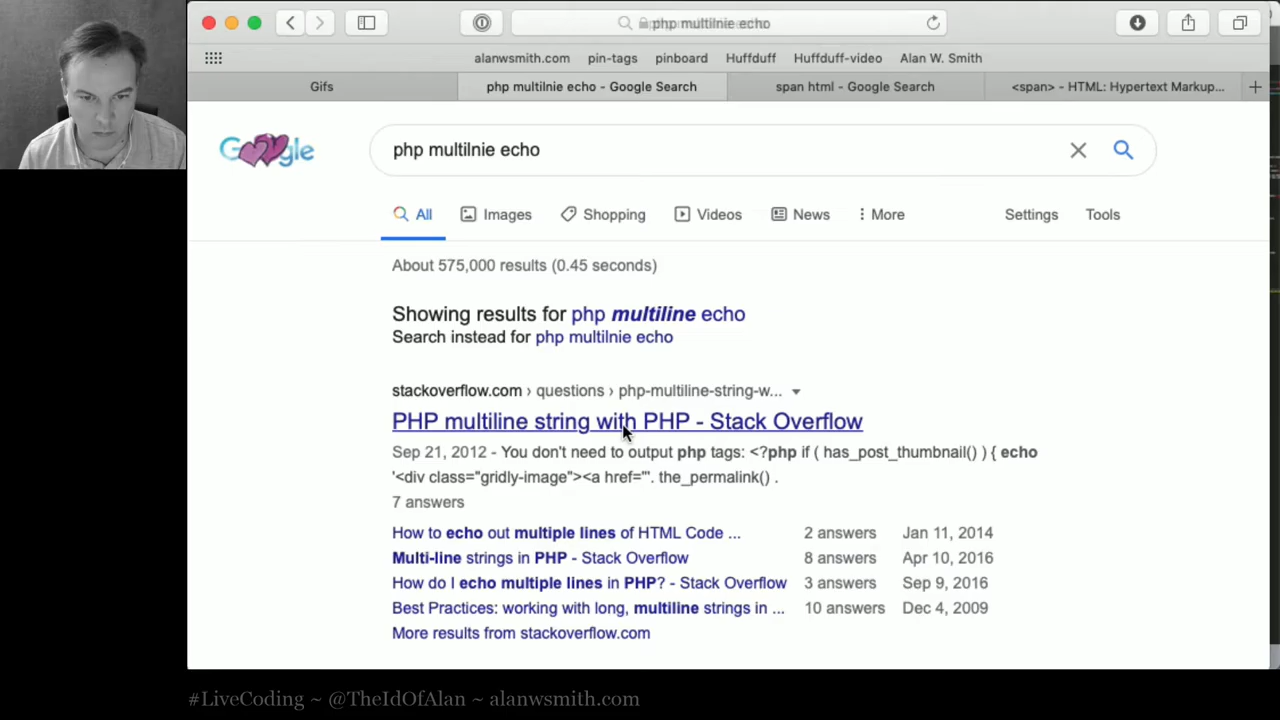 php multilnie echo
alanwsmith.com pin-tags pinboard Huffduff Huffduff-video Alan W. Smith
Gifs php multilnie echo - Google Search span html - Google Search <span> - HTML: Hypertext Markup...
Google php multilnie echo
All Images Shopping Videos News More Settings Tools
About 575,000 results (0.45 seconds)
Showing results for php multiline echo
Search instead for php multilnie echo
stackoverflow.com › questions › php-multiline-string-w...
PHP multiline string with PHP - Stack Overflow
Sep 21, 2012 - You don't need to output php tags: <?php if ( has_post_thumbnail() ) { echo
'<div class="gridly-image"><a href="'. the_permalink() .
7 answers
How to echo out multiple lines of HTML Code ... 2 answers Jan 11, 2014
Multi-line strings in PHP - Stack Overflow 8 answers Apr 10, 2016
How do I echo multiple lines in PHP? - Stack Overflow 3 answers Sep 9, 2016
Best Practices: working with long, multiline strings in ... 10 answers Dec 4, 2009
More results from stackoverflow.com
#LiveCoding ~ @TheIdOfAlan ~ alanwsmith.com